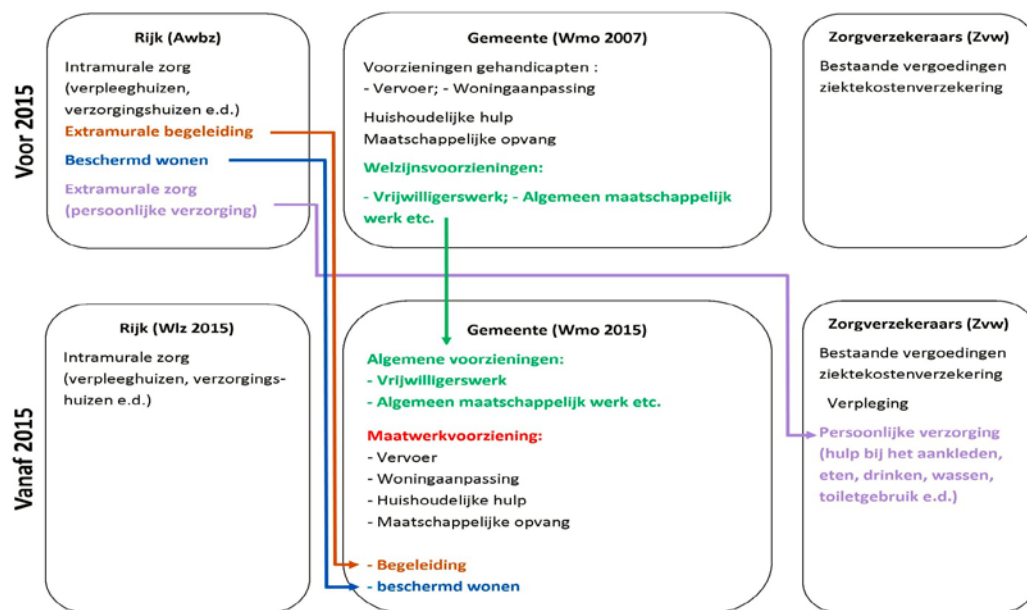 Voor 2015
Rijk (Awbz)
Intramurale zorg
(verpleeghuizen,
verzorgingshuizen e.d.)
Extramurale begeleiding
Beschermd wonen
Extramurale zorg
(persoonlijke verzorging)
Gemeente (Wmo 2007)
Voorzieningen gehandicapten :
- Vervoer; - Woningaanpassing
Huishoudelijke hulp
Maatschappelijke opvang
Welzijnsvoorzieningen:
- Vrijwilligerswerk; - Algemeen maatschappelijk
werk etc.
Zorgverzekeraars (Zvw)
Bestaande vergoedingen
ziektekostenverzekering
Vanaf 2015
Rijk (Wlz 2015)
Intramurale zorg
(verpleeghuizen, verzorgings-
huizen e.d.)
Gemeente (Wmo 2015)
Algemene voorzieningen:
- Vrijwilligerswerk
- Algemeen maatschappelijk werk etc.
Maatwerkvoorziening:
- Vervoer
- Woningaanpassing
- Huishoudelijke hulp
- Maatschappelijke opvang
- Begeleiding
- beschermd wonen
Zorgverzekeraars (Zvw)
Bestaande vergoedingen
ziektekostenverzekering
Verpleging
Persoonlijke verzorging
(hulp bij het aankleden,
eten, drinken, wassen,
toiletgebruik e.d.)